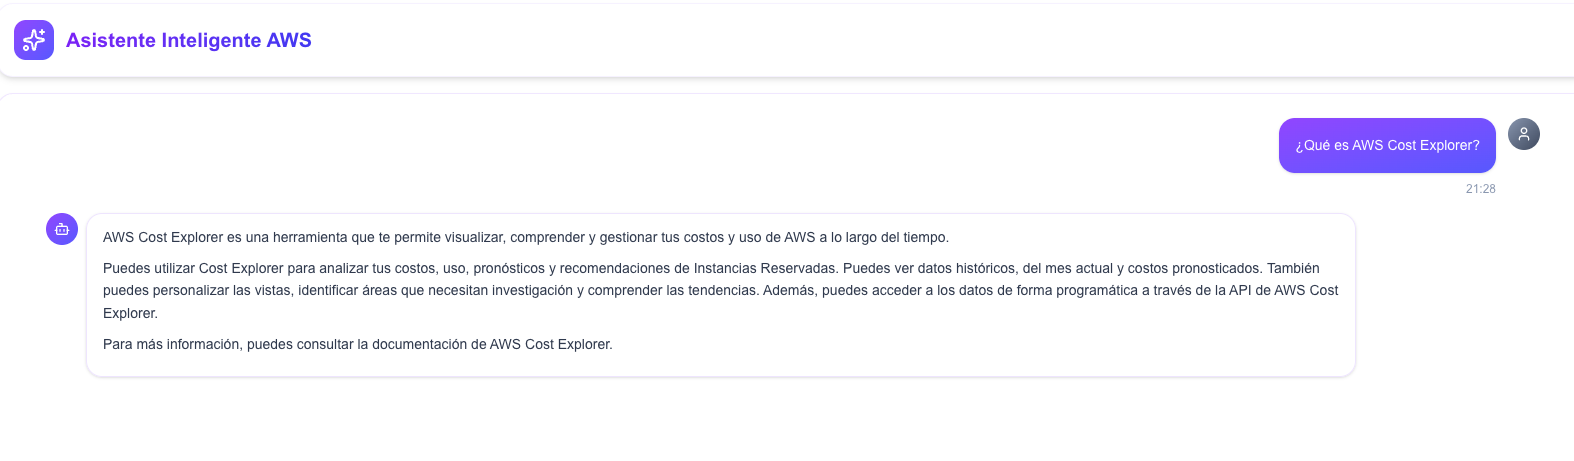 Asistente Inteligente AWS
¿Qué es AWS Cost Explorer?
21:28
AWS Cost Explorer es una herramienta que te permite visualizar, comprender y gestionar tus costos y uso de AWS a lo largo del tiempo.
Puedes utilizar Cost Explorer para analizar tus costos, uso, pronósticos y recomendaciones de Instancias Reservadas. Puedes ver datos históricos, del mes actual y costos pronosticados. También
puedes personalizar las vistas, identificar áreas que necesitan investigación y comprender las tendencias. Además, puedes acceder a los datos de forma programática a través de la API de AWS Cost
Explorer.
Para más información, puedes consultar la documentación de AWS Cost Explorer.